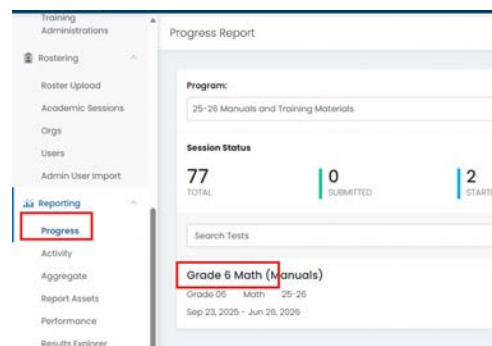 Training
Administrations
Rostering
Roster Upload
Academic Sessions
Orgs
Users
Admin User Import
Reporting
Progress
Activity
Aggregate
Report Assets
Performance
Results Explorer
Progress Report
Program:
25-26 Manuals and Training Materials
Session Status
77
TOTAL
0
SUBMITTED
2
START
Search Tests
Grade 6 Math (Manuals)
Grade 06 Math 25-26
Sep 23, 2025 - Jun 26, 2026